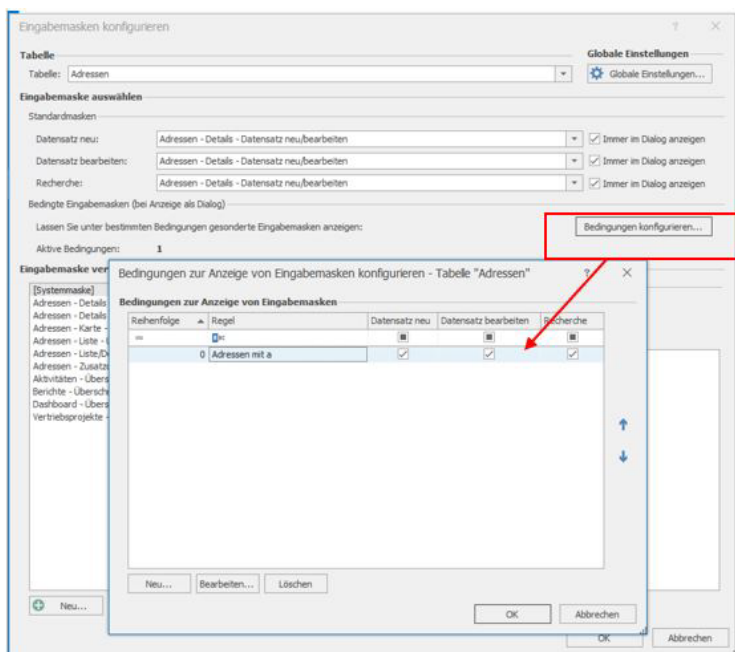 Eingabemasken konfigurieren ? ×
Tabelle Globale Einstellungen
Tabelle: Adressen Globale Einstellungen...
Eingabemaske auswählen
Standardmasken
Datensatz neu: Adressen - Details - Datensatz neu/bearbeiten Immer im Dialog anzeigen
Datensatz bearbeiten: Adressen - Details - Datensatz neu/bearbeiten Immer im Dialog anzeigen
Recherche: Adressen - Details - Datensatz neu/bearbeiten Immer im Dialog anzeigen
Bedingte Eingabemasken (bei Anzeige als Dialog)
Lassen Sie unter bestimmten Bedingungen gesonderte Eingabemasken anzeigen: Bedingungen konfigurieren...
Aktive Bedingungen: 1
Eingabemaske ver
[Systemmaske]
Adressen - Details
Adressen - Details
Adressen - Karte -
Adressen - Liste -
Adressen - Liste/D
Adressen - Zusatz
Aktivitäten - Übers
Berichte - Überschr
Dashboard - Übers
Vertriebsprojekte -
Neu...
Bedingungen zur Anzeige von Eingabemasken konfigurieren - Tabelle "Adressen" ? ×
Bedingungen zur Anzeige von Eingabemasken
Reihenfolge Regel Datensatz neu Datensatz bearbeiten Recherche
=
0 Adressen mit a
Neu... Bearbeiten... Löschen
OK Abbrechen
OK Abbrechen